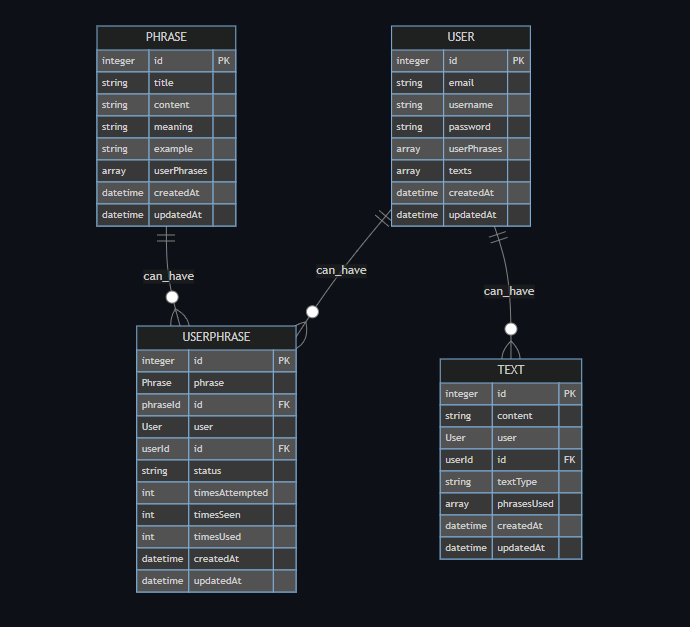 PHRASE
integer id PK
string title
string content
string meaning
string example
array userPhrases
datetime createdAt
datetime updatedAt
USER
integer id PK
string email
string username
string password
array userPhrases
array texts
datetime createdAt
datetime updatedAt
can_have
can_have
can_have
USERPHRASE
integer id PK
Phrase phrase
phraseId id FK
User user
userId id FK
string status
int timesAttempted
int timesSeen
int timesUsed
datetime createdAt
datetime updatedAt
TEXT
integer id PK
string content
User user
userId id FK
string textType
array phrasesUsed
datetime createdAt
datetime updatedAt